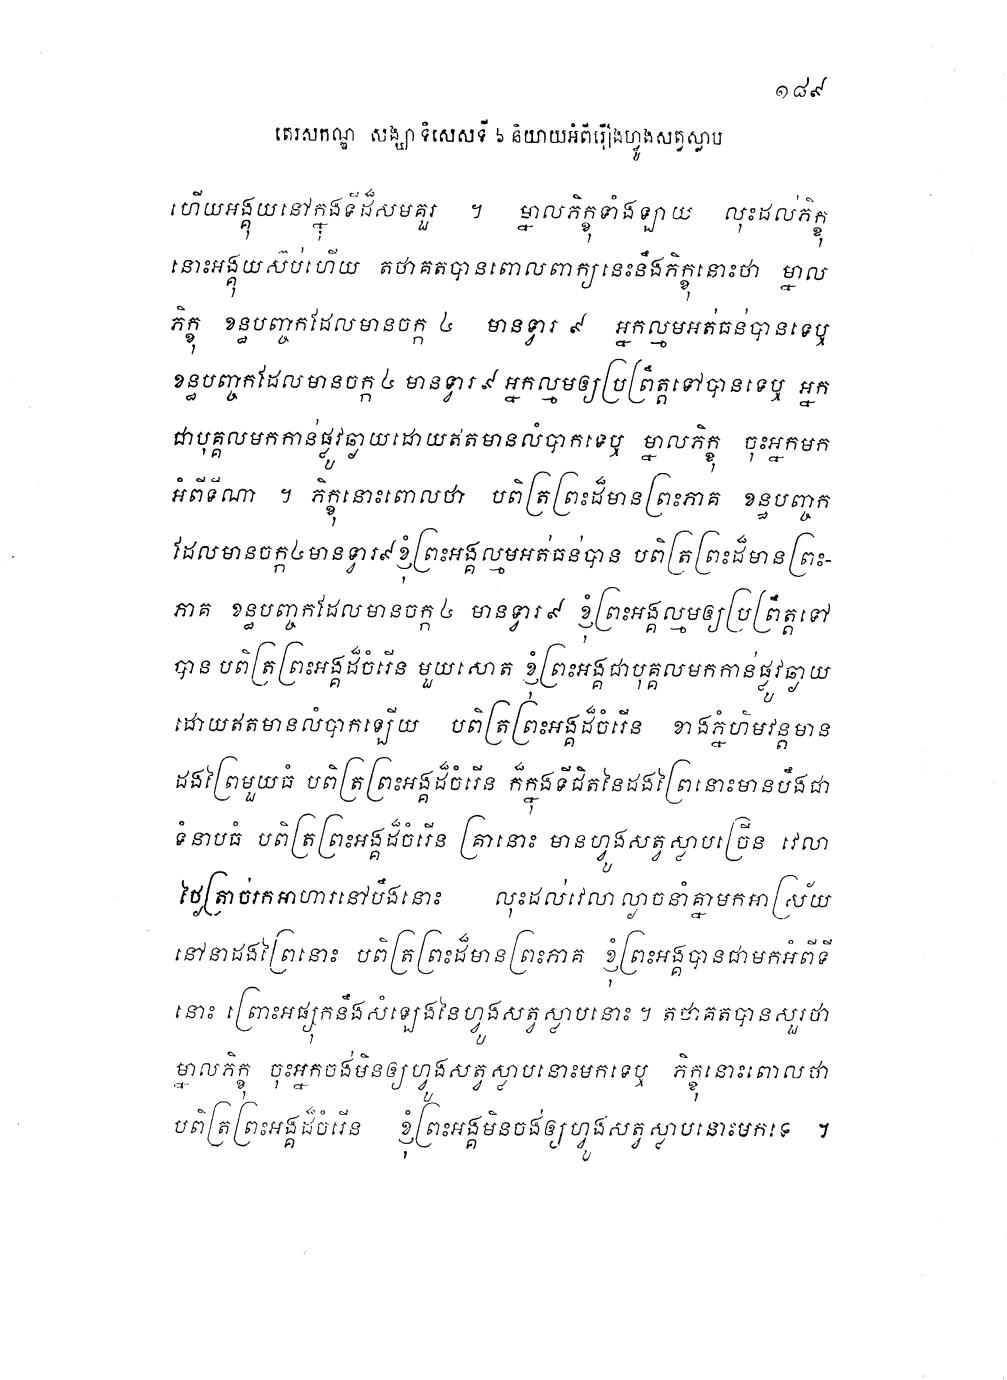 ១៨៩
តេរសកណ្ឌ សង្ឃាទិសេសទី ៦ និយាយអំពីរឿងហ្វូងសត្វស្លាប
ហើយអង្គុយនៅក្នុងទីដ៏សមគួរ ។ ម្នាលភិក្ខុទាំងឡាយ លុះដល់ភិក្ខុ
នោះអង្គុយស៊ប់ហើយ តថាគតបានពោលពាក្យនេះនឹងភិក្ខុនោះថា ម្នាល
ភិក្ខុ ខន្ធបញ្ចកដែលមានចក្ក ៤ មានទ្វារ ៩ អ្នកល្មមអត់ធន់បានទេឬ
ខន្ធបញ្ចកដែលមានចក្ក ៤ មានទ្វារ ៩ អ្នកល្មមឲ្យប្រព្រឹត្តទៅបានទេឬ អ្នក
ជាបុគ្គលមកកាន់ផ្លូវឆ្ងាយដោយឥតមានលំបាកទេឬ ម្នាលភិក្ខុ ចុះអ្នកមក
អំពីទីណា ។ ភិក្ខុនោះពោលថា បពិត្រព្រះដ៏មានព្រះភាគ ខន្ធបញ្ចក
ដែលមានចក្ក៤មានទ្វារ៩ខ្ញុំព្រះអង្គល្មមអត់ធន់បាន បពិត្រព្រះដ៏មានព្រះ-
ភាគ ខន្ធបញ្ចកដែលមានចក្ក ៤ មានទ្វារ ៩ ខ្ញុំព្រះអង្គល្មមឲ្យប្រព្រឹត្តទៅ
បាន បពិត្រព្រះអង្គដ៏ចំរើន មួយសោត ខ្ញុំព្រះអង្គជាបុគ្គលមកកាន់ផ្លូវឆ្ងាយ
ដោយឥតមានលំបាកឡើយ បពិត្រព្រះអង្គដ៏ចំរើន ខាងភ្នំហិមវន្តមាន
ដងព្រៃមួយធំ បពិត្រព្រះអង្គដ៏ចំរើន ក៏ក្នុងទីជិតនៃដងព្រៃនោះមានបឹងជា
ទំនាបធំ បពិត្រព្រះអង្គដ៏ចំរើន គ្រានោះ មានហ្វូងសត្វស្លាបច្រើន វេលា
ថ្ងៃត្រាច់រកអាហារនៅបឹងនោះ លុះដល់វេលាល្ងាចនាំគ្នាមកអាស្រ័យ
នៅនាដងព្រៃនោះ បពិត្រព្រះដ៏មានព្រះភាគ ខ្ញុំព្រះអង្គបានជាមកអំពីទី
នោះ ព្រោះអផ្សុកនឹងសំឡេងនៃហ្វូងសត្វស្លាបនោះ ។ តថាគតបានសួរថា
ម្នាលភិក្ខុ ចុះអ្នកចង់មិនឲ្យហ្វូងសត្វស្លាបនោះមកទេឬ ភិក្ខុនោះពោលថា
បពិត្រព្រះអង្គដ៏ចំរើន ខ្ញុំព្រះអង្គមិនចង់ឲ្យហ្វូងសត្វស្លាបនោះមកទេ ។